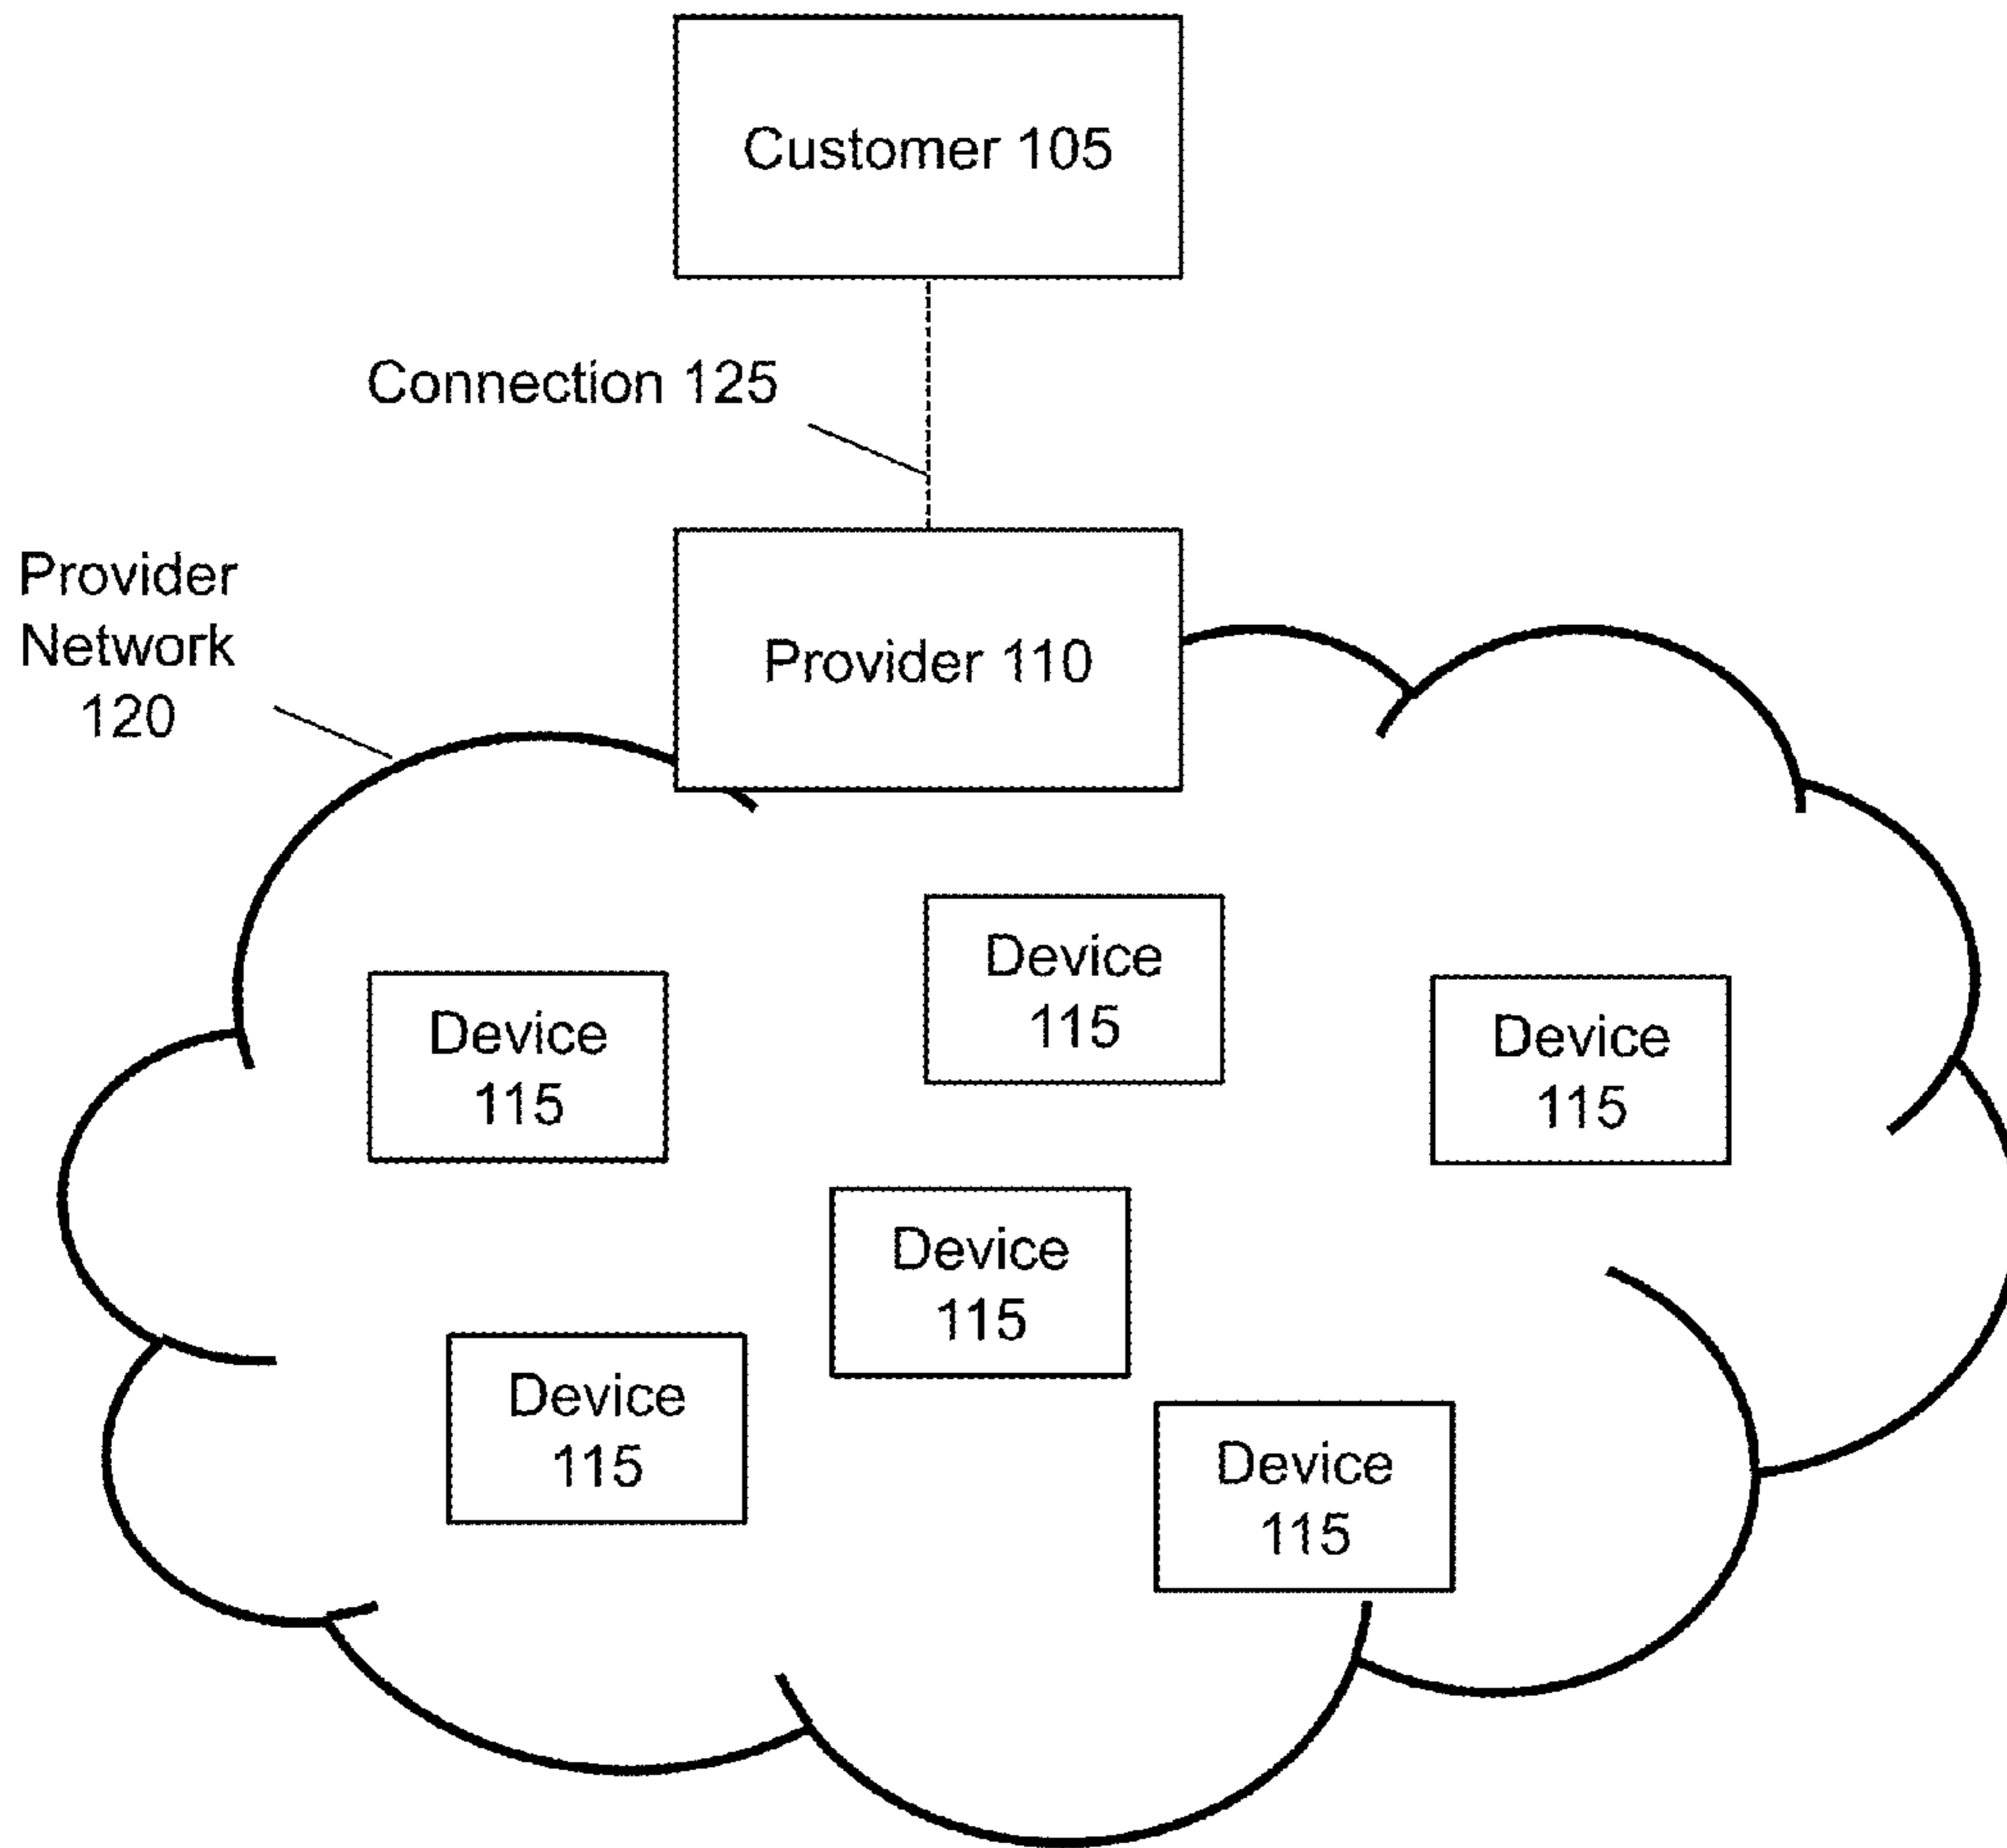 Customer 105
Connection 125
Provider
Network
120
Provider 110
Device
115
Device
115
Device
115
Device
115
Device
115
Device
115